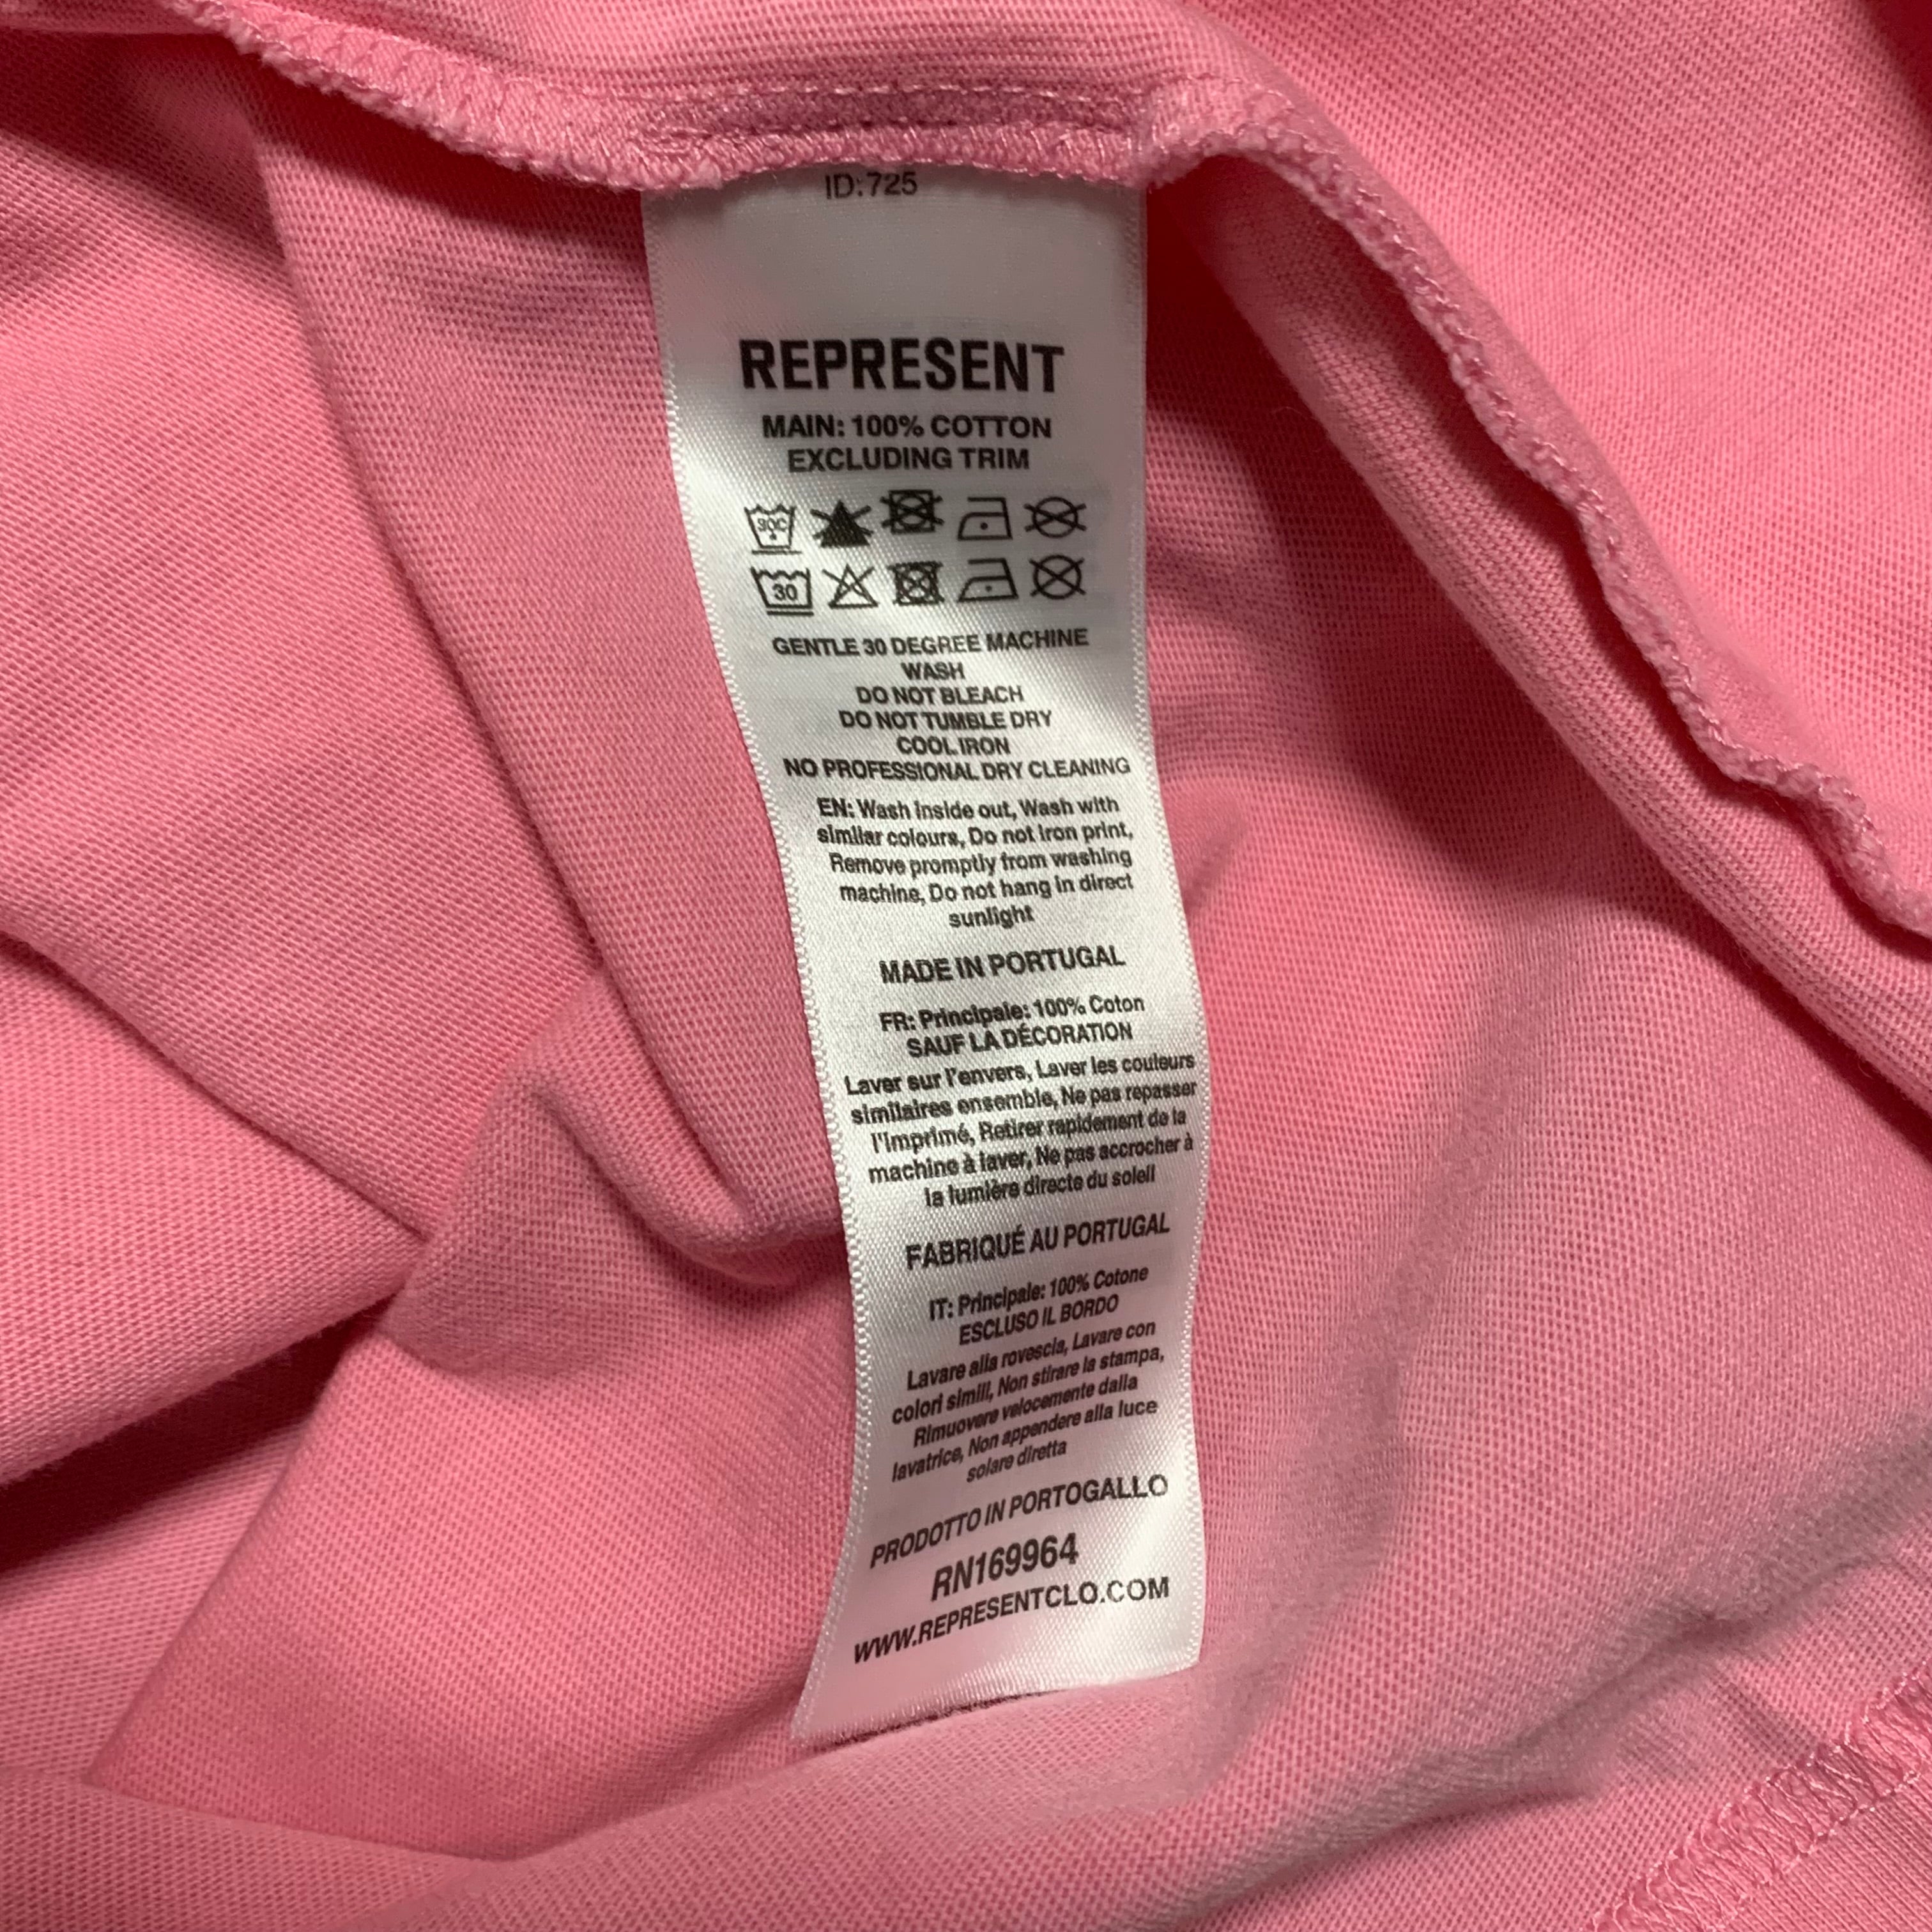 ID:725
REPRESENT
MAIN: 100% COTTON
EXCLUDING TRIM
30C
30
GENTLE 30 DEGREE MACHINE
WASH
DO NOT BLEACH
DO NOT TUMBLE DRY
COOL IRON
NO PROFESSIONAL DRY CLEANING
EN: Wash inside out, Wash with
similar colours, Do not iron print,
Remove promptly from washing
machine, Do not hang in direct
sunlight
MADE IN PORTUGAL
FR: Principale: 100% Coton
SAUF LA DÉCORATION
Laver sur l'envers, Laver les couleurs
similaires ensemble, Ne pas repasser
l'imprimé, Retirer rapidement de la
machine à laver, Ne pas accrocher à
la lumière directe du soleil
FABRIQUÉ AU PORTUGAL
IT: Principale: 100% Cotone
ESCLUSO IL BORDO
Lavare alla rovescia, Lavare con
colori simili, Non stirare la stampa,
Rimuovere velocemente dalla
lavatrice, Non appendere alla luce
solare diretta
PRODOTTO IN PORTOGALLO
RN169964
WWW.REPRESENTCLO.COM